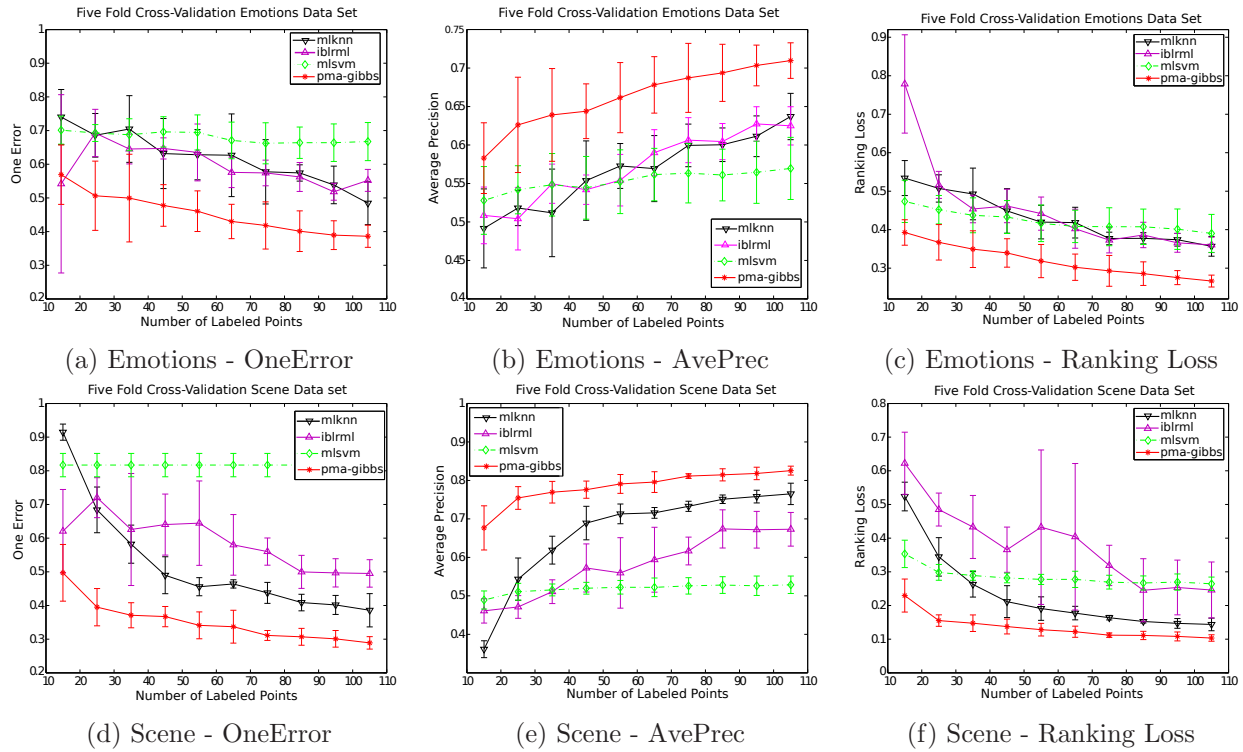 Five Fold Cross-Validation Emotions Data Set
One Error
1
0.9
0.8
0.7
0.6
0.5
0.4
0.3
0.2
mlknn
iblrml
mlsvm
pma-gibbs
10 20 30 40 50 60 70 80 90 100 110
Number of Labeled Points
(a) Emotions - OneError
Five Fold Cross-Validation Emotions Data Set
Average Precision
0.75
0.7
0.65
0.6
0.55
0.5
0.45
0.4
mlknn
iblrml
mlsvm
pma-gibbs
10 20 30 40 50 60 70 80 90 100 110
Number of Labeled Points
(b) Emotions - AvePrec
Five Fold Cross-Validation Emotions Data Set
Ranking Loss
0.9
0.8
0.7
0.6
0.5
0.4
0.3
mlknn
iblrml
mlsvm
pma-gibbs
10 20 30 40 50 60 70 80 90 100 110
Number of Labeled Points
(c) Emotions - Ranking Loss
Five Fold Cross-Validation Scene Data set
One Error
1
0.9
0.8
0.7
0.6
0.5
0.4
0.3
0.2
mlknn
iblrml
mlsvm
pma-gibbs
10 20 30 40 50 60 70 80 90 100 110
Number of Labeled Points
(d) Scene - OneError
Five Fold Cross-Validation Scene Data Set
Average Precision
1
0.9
0.8
0.7
0.6
0.5
0.4
mlknn
iblrml
mlsvm
pma-gibbs
10 20 30 40 50 60 70 80 90 100 110
Number of Labeled Points
(e) Scene - AvePrec
Five Fold Cross-Validation Scene Data Set
Ranking Loss
0.8
0.7
0.6
0.5
0.4
0.3
0.2
0.1
0
mlknn
iblrml
mlsvm
pma-gibbs
10 20 30 40 50 60 70 80 90 100 110
Number of Labeled Points
(f) Scene - Ranking Loss